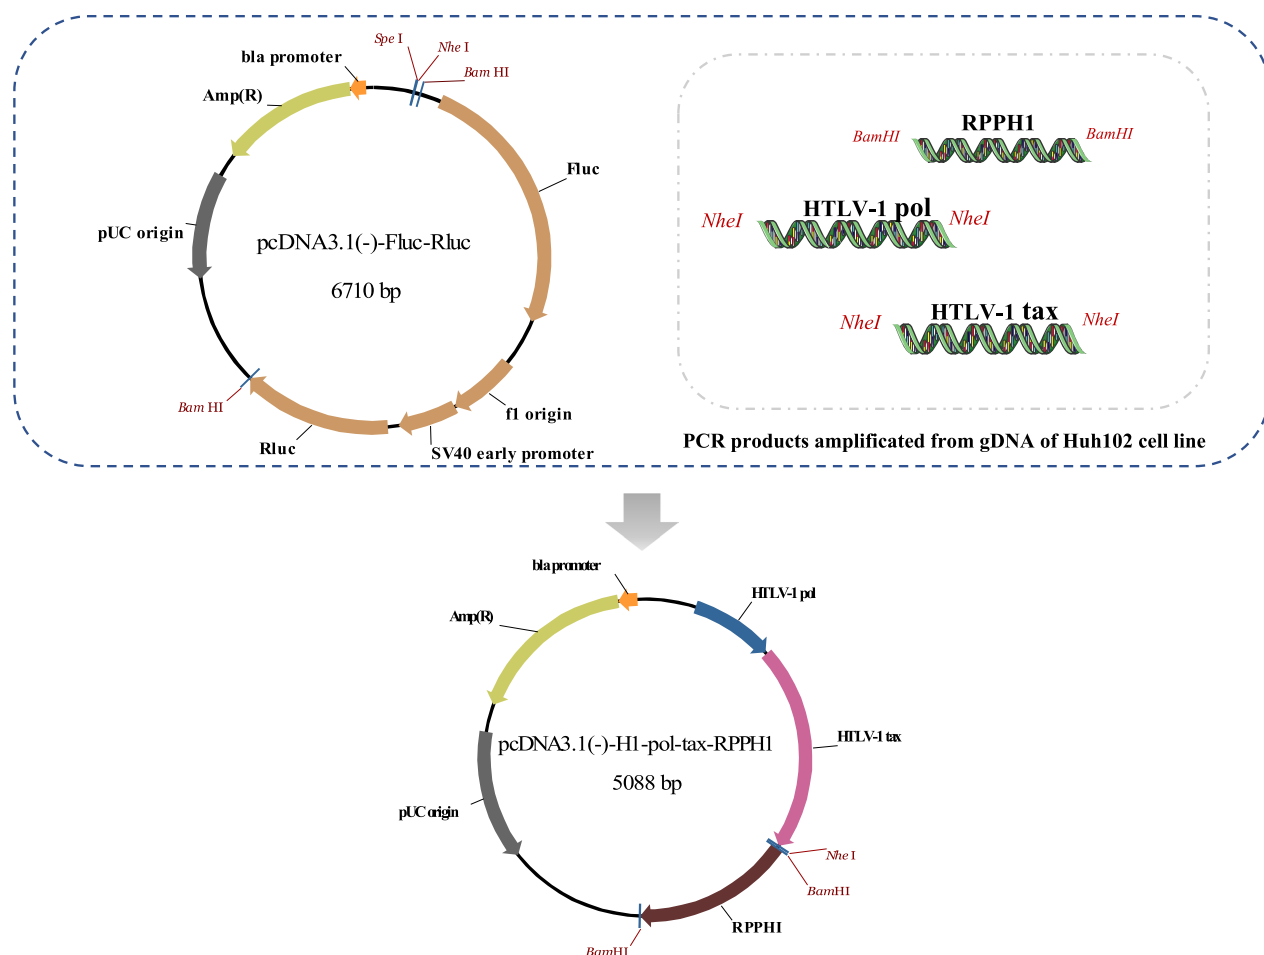 Spe I
Nhe I
Bam HI
bla promoter
Amp(R)
Fluc
pUC origin
pcDNA3.1(-)-Fluc-Rluc
6710 bp
Bam HI
Rluc
f1 origin
SV40 early promoter
RPPH1
BamHI
BamHI
HTLV-1 pol
NheI
NheI
HTLV-1 tax
NheI
NheI
PCR products amplificated from gDNA of Huh102 cell line
bla promoter
HTLV-1 pol
Amp(R)
HTLV-1 tax
pcDNA3.1(-)-H1-pol-tax-RPPH1
5088 bp
pUC origin
Nhe I
BamHI
RPPHI
BamHI